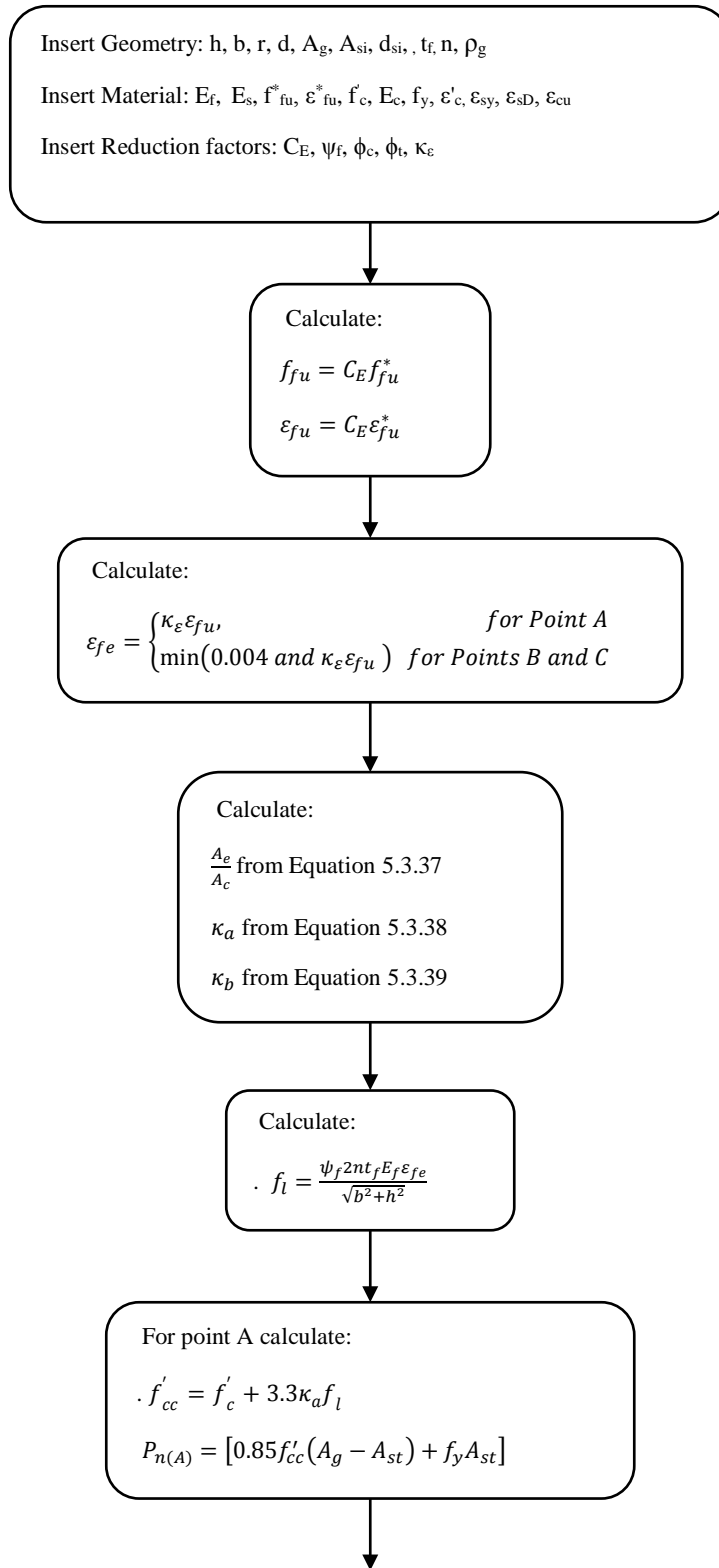 Insert Geometry: h, b, r, d, A_g, A_si, d_si, , t_f, n, ρ_g
Insert Material: E_f, E_s, f*_fu, ε*_fu, f'_c, E_c, f_y, ε'_c, ε_sy, ε_sD, ε_cu
Insert Reduction factors: C_E, ψ_f, ϕ_c, ϕ_t, κ_ε
Calculate:
f_fu = C_E f*_fu
ε_fu = C_E ε*_fu
Calculate:
ε_fe = { κ_ε ε_fu, for Point A
min(0.004 and κ_ε ε_fu ) for Points B and C
Calculate:
A_e/A_c from Equation 5.3.37
κ_a from Equation 5.3.38
κ_b from Equation 5.3.39
Calculate:
. f_l = ψ_f 2nt_f E_f ε_fe / √(b²+h²)
For point A calculate:
. f'_cc = f'_c + 3.3κ_a f_l
P_n(A) = [0.85f'_cc(A_g − A_st) + f_y A_st]